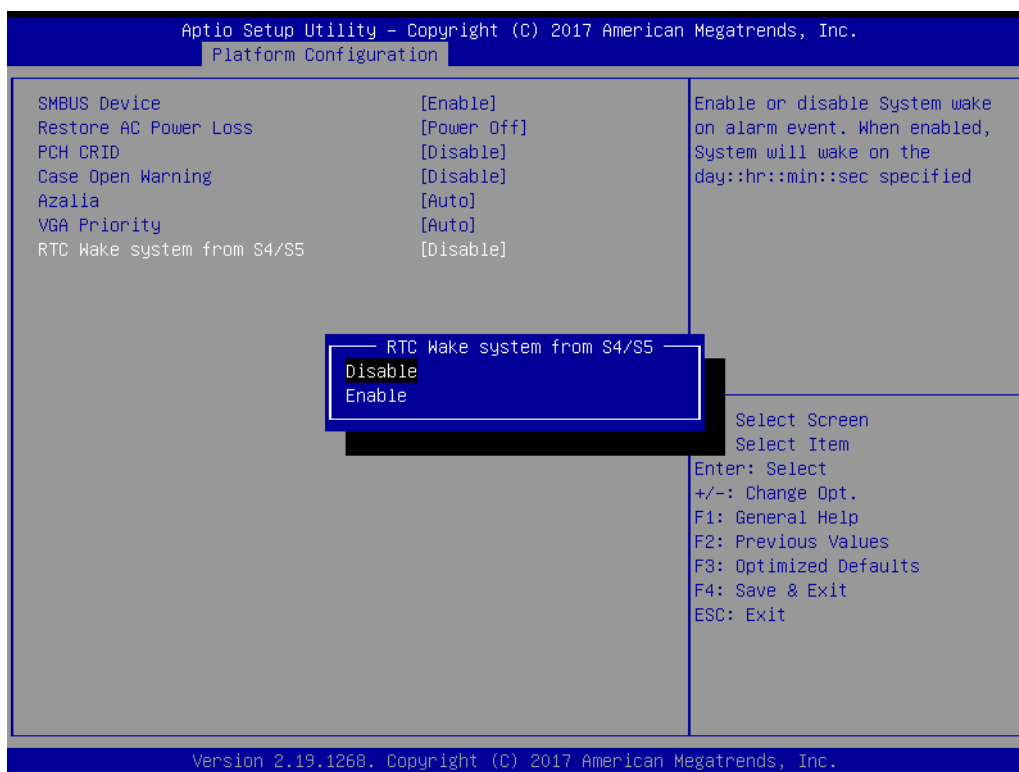 Aptio Setup Utility – Copyright (C) 2017 American Megatrends, Inc.
Platform Configuration
SMBUS Device [Enable]
Restore AC Power Loss [Power Off]
PCH CRID [Disable]
Case Open Warning [Disable]
Azalia [Auto]
VGA Priority [Auto]
RTC Wake system from S4/S5 [Disable]
Enable or disable System wake
on alarm event. When enabled,
System will wake on the
day::hr::min::sec specified
RTC Wake system from S4/S5
Disable
Enable
Select Screen
Select Item
Enter: Select
+/-: Change Opt.
F1: General Help
F2: Previous Values
F3: Optimized Defaults
F4: Save & Exit
ESC: Exit
Version 2.19.1268. Copyright (C) 2017 American Megatrends, Inc.